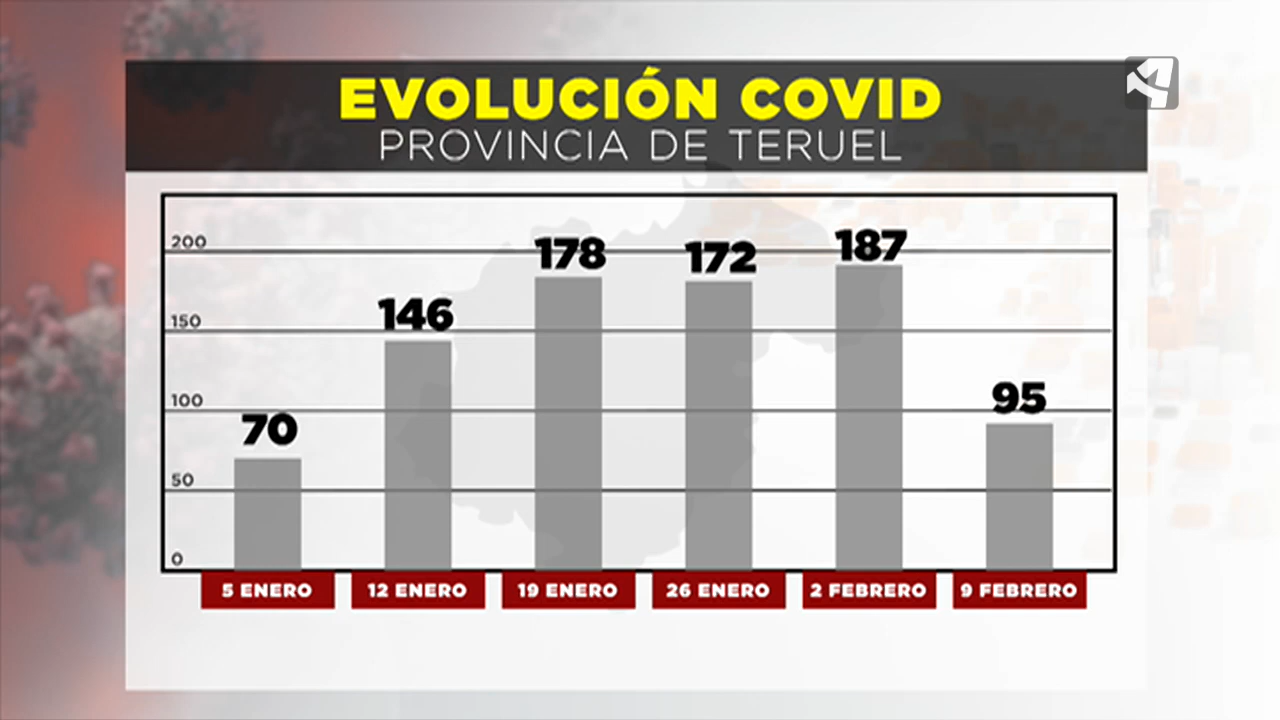 EVOLUCIÓN COVID
PROVINCIA DE TERUEL
200
178
172
187
150
146
100
70
95
50
0
5 ENERO
12 ENERO
19 ENERO
26 ENERO
2 FEBRERO
9 FEBRERO